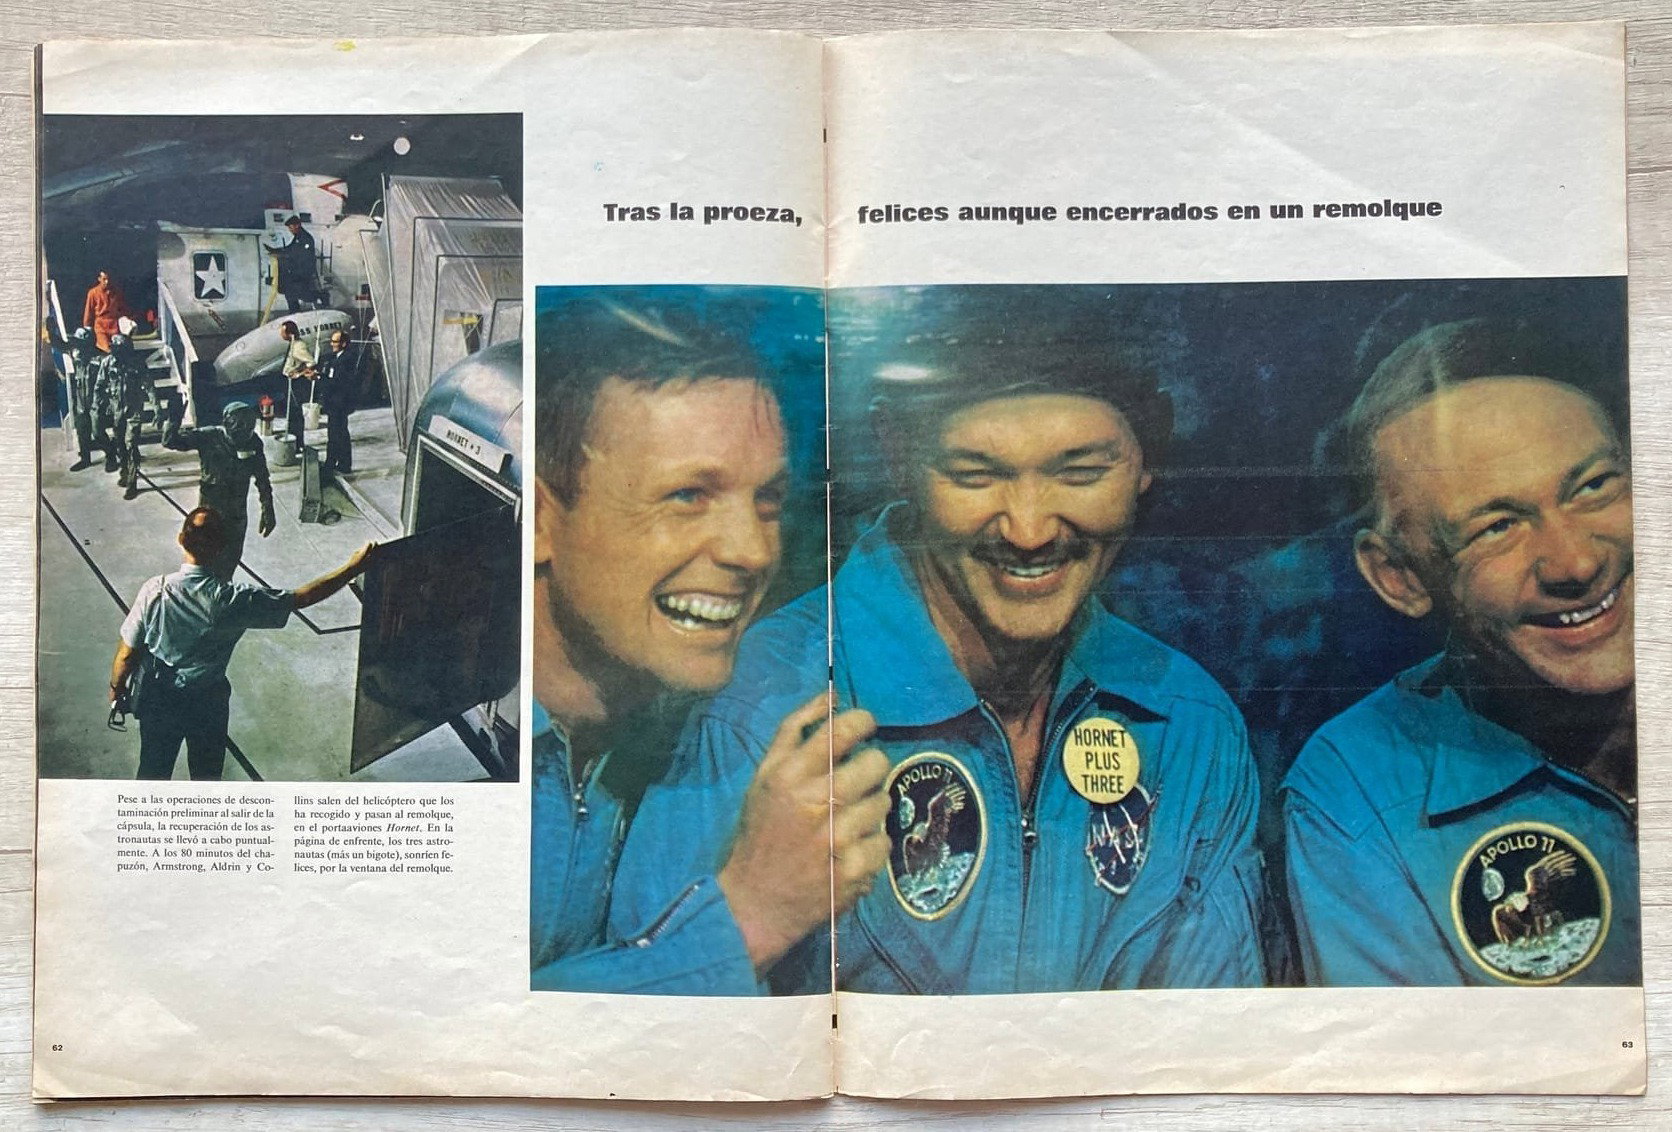 Tras la proeza, felices aunque encerrados en un remolque
USS HORNET
HORNET + 3
Pese a las operaciones de descon-
taminación preliminar al salir de la
cápsula, la recuperación de los as-
tronautas se llevó a cabo puntual-
mente. A los 80 minutos del cha-
puzón, Armstrong, Aldrin y Co-
llins salen del helicóptero que los
ha recogido y pasan al remolque,
en el portaaviones Hornet. En la
página de enfrente, los tres astro-
nautas (más un bigote), sonríen fe-
lices, por la ventana del remolque.
HORNET
PLUS
THREE
APOLLO 11
NASA
APOLLO 11
62
63